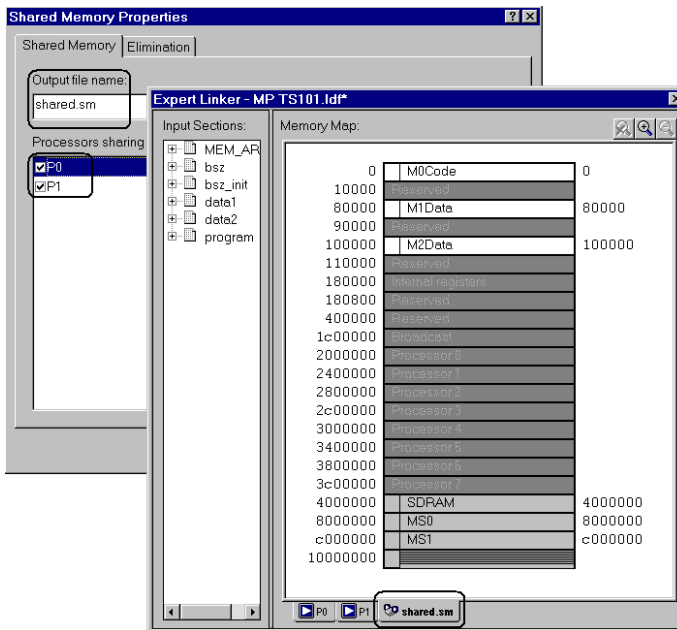 Shared Memory Properties
Shared Memory
Elimination
Output file name:
shared.sm
Processors sharing
P0
P1
Expert Linker - MP TS101.ldf*
Input Sections:
MEM_AR
bsz
bsz_init
data1
data2
program
Memory Map:
0 M0Code 0
10000 Reserved
80000 M1Data 80000
90000 Reserved
100000 M2Data 100000
110000 Reserved
180000 Internal registers
180800 Reserved
400000 Reserved
1c00000 Broadcast
2000000 Processor 0
2400000 Processor 1
2800000 Processor 2
2c00000 Processor 3
3000000 Processor 4
3400000 Processor 5
3800000 Processor 6
3c00000 Processor 7
4000000 SDRAM 4000000
8000000 MS0 8000000
c000000 MS1 c000000
10000000
P0 P1 shared.sm